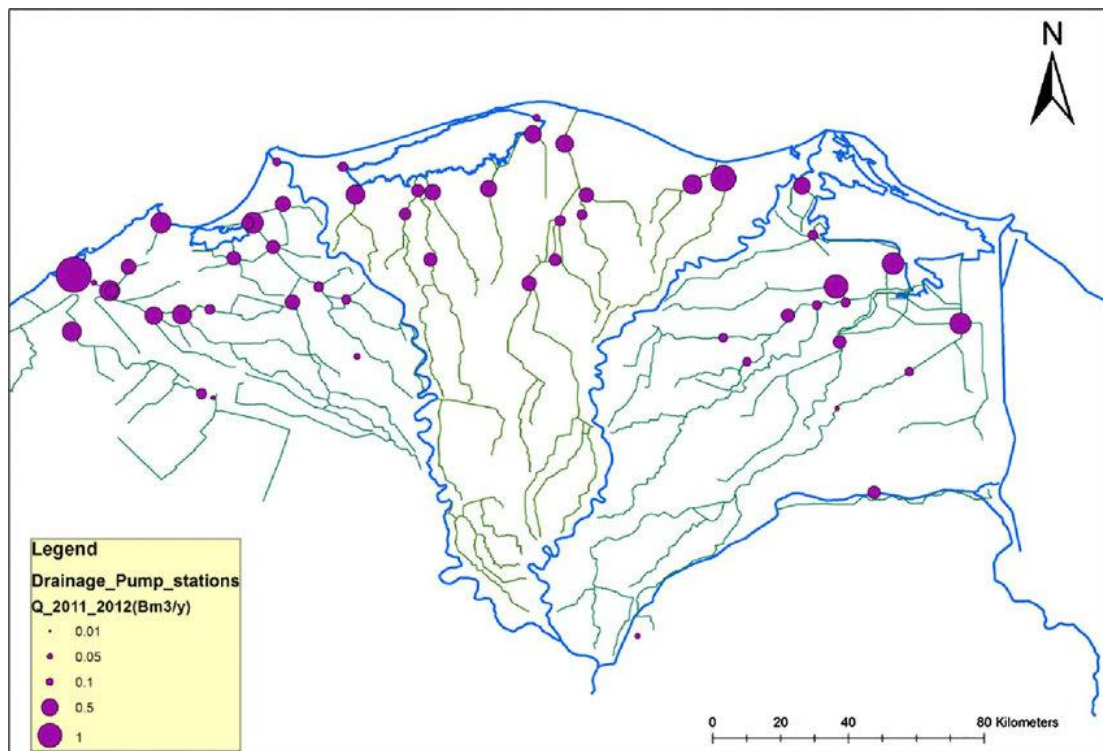 N
Legend
Drainage_Pump_stations
Q_2011_2012(Bm3/y)
0.01
0.05
0.1
0.5
1
0 20 40 80 Kilometers